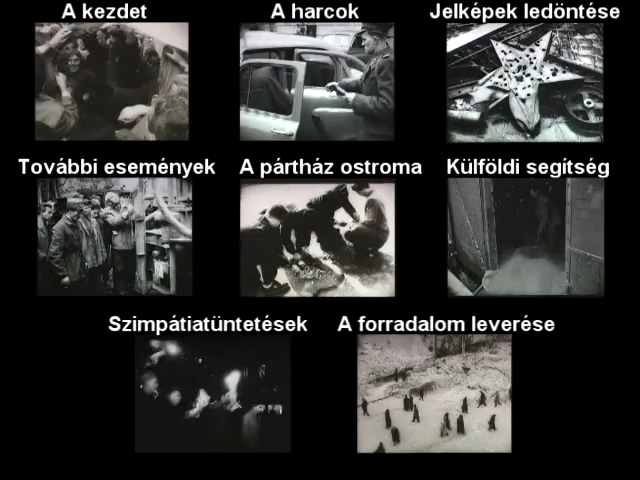 A kezdet
A harcok
Jelképek ledöntése
További események
A pártház ostroma
Külföldi segítség
Szimpátiatüntetések
A forradalom leverése